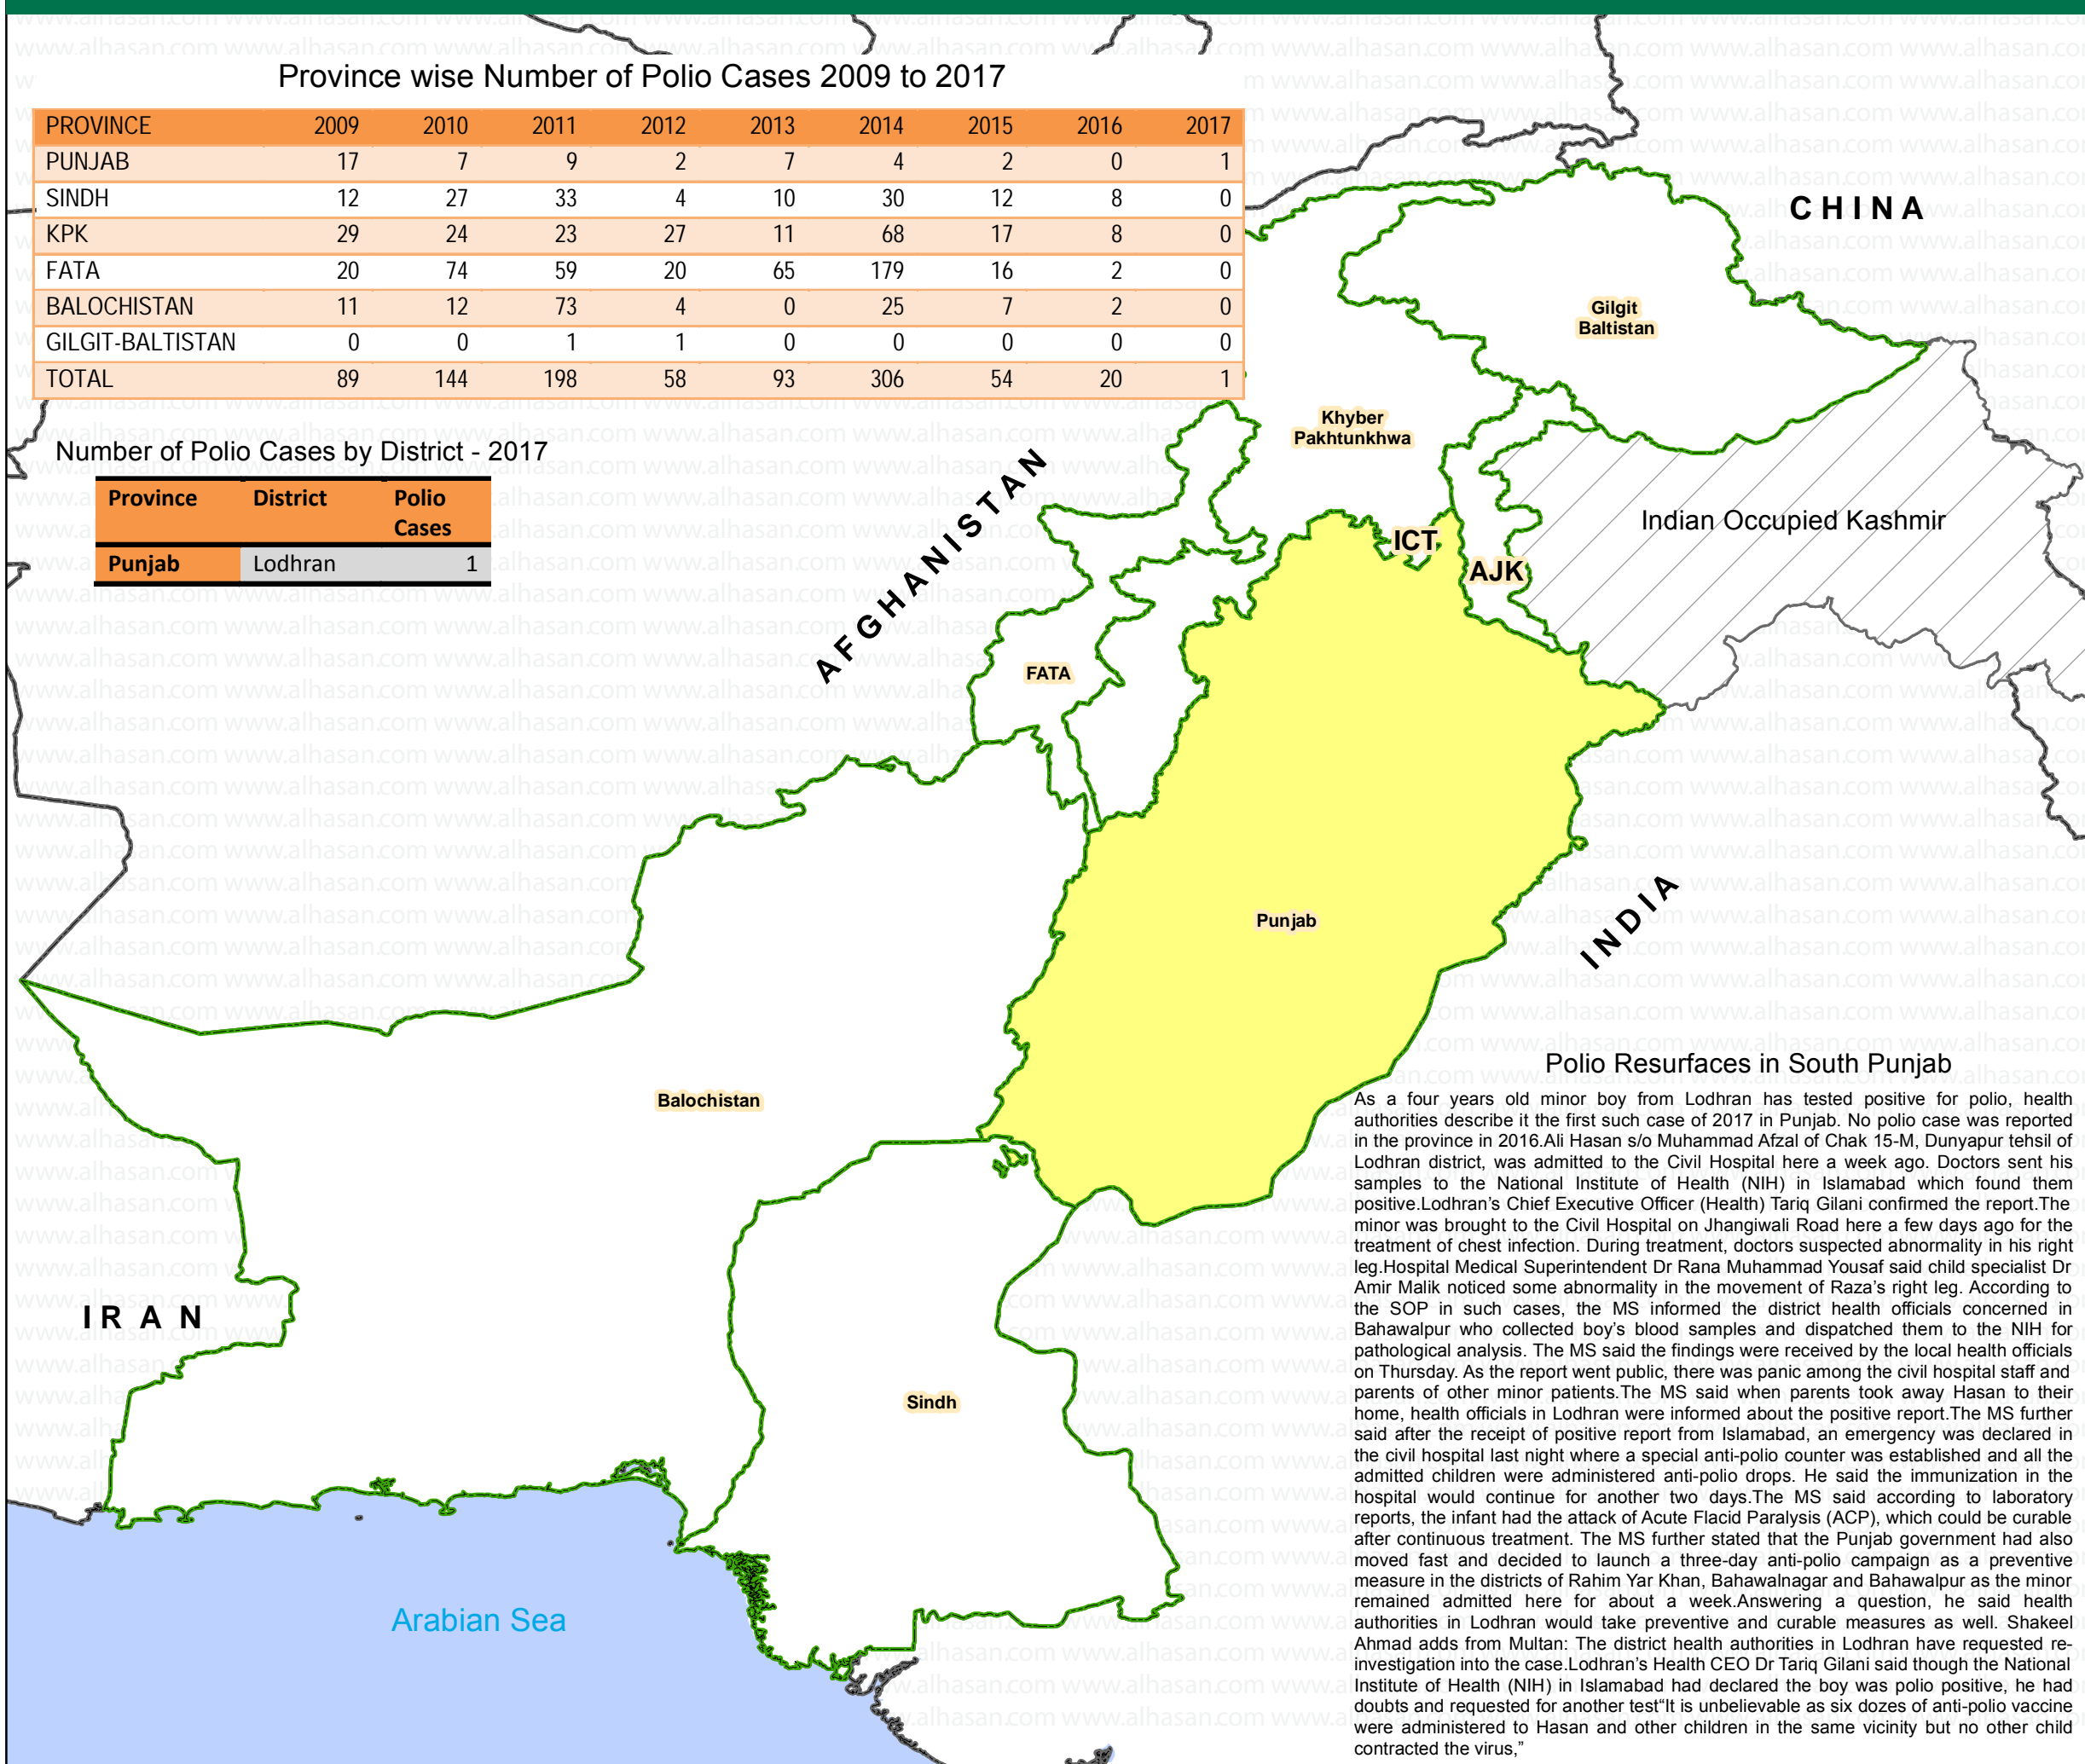 Province wise Number of Polio Cases 2009 to 2017
PROVINCE 2009 2010 2011 2012 2013 2014 2015 2016 2017
PUNJAB 17 7 9 2 7 4 2 0 1
SINDH 12 27 33 4 10 30 12 8 0
KPK 29 24 23 27 11 68 17 8 0
FATA 20 74 59 20 65 179 16 2 0
BALOCHISTAN 11 12 73 4 0 25 7 2 0
GILGIT-BALTISTAN 0 0 1 1 0 0 0 0 0
TOTAL 89 144 198 58 93 306 54 20 1
Number of Polio Cases by District - 2017
Province District Polio
Cases
Punjab Lodhran 1
CHINA
Gilgit
Baltistan
Khyber
Pakhtunkhwa
AFGHANISTAN
Indian Occupied Kashmir
ICT
AJK
FATA
Punjab
INDIA
Balochistan
IRAN
Sindh
Arabian Sea
Polio Resurfaces in South Punjab
As a four years old minor boy from Lodhran has tested positive for polio, health
authorities describe it the first such case of 2017 in Punjab. No polio case was reported
in the province in 2016.Ali Hasan s/o Muhammad Afzal of Chak 15-M, Dunyapur tehsil of
Lodhran district, was admitted to the Civil Hospital here a week ago. Doctors sent his
samples to the National Institute of Health (NIH) in Islamabad which found them
positive.Lodhran's Chief Executive Officer (Health) Tariq Gilani confirmed the report.The
minor was brought to the Civil Hospital on Jhangiwali Road here a few days ago for the
treatment of chest infection. During treatment, doctors suspected abnormality in his right
leg.Hospital Medical Superintendent Dr Rana Muhammad Yousaf said child specialist Dr
Amir Malik noticed some abnormality in the movement of Raza's right leg. According to
the SOP in such cases, the MS informed the district health officials concerned in
Bahawalpur who collected boy's blood samples and dispatched them to the NIH for
pathological analysis. The MS said the findings were received by the local health officials
on Thursday. As the report went public, there was panic among the civil hospital staff and
parents of other minor patients.The MS said when parents took away Hasan to their
home, health officials in Lodhran were informed about the positive report.The MS further
said after the receipt of positive report from Islamabad, an emergency was declared in
the civil hospital last night where a special anti-polio counter was established and all the
admitted children were administered anti-polio drops. He said the immunization in the
hospital would continue for another two days.The MS said according to laboratory
reports, the infant had the attack of Acute Flacid Paralysis (ACP), which could be curable
after continuous treatment. The MS further stated that the Punjab government had also
moved fast and decided to launch a three-day anti-polio campaign as a preventive
measure in the districts of Rahim Yar Khan, Bahawalnagar and Bahawalpur as the minor
remained admitted here for about a week.Answering a question, he said health
authorities in Lodhran would take preventive and curable measures as well. Shakeel
Ahmad adds from Multan: The district health authorities in Lodhran have requested re-
investigation into the case.Lodhran's Health CEO Dr Tariq Gilani said though the National
Institute of Health (NIH) in Islamabad had declared the boy was polio positive, he had
doubts and requested for another test“It is unbelievable as six dozes of anti-polio vaccine
were administered to Hasan and other children in the same vicinity but no other child
contracted the virus,”